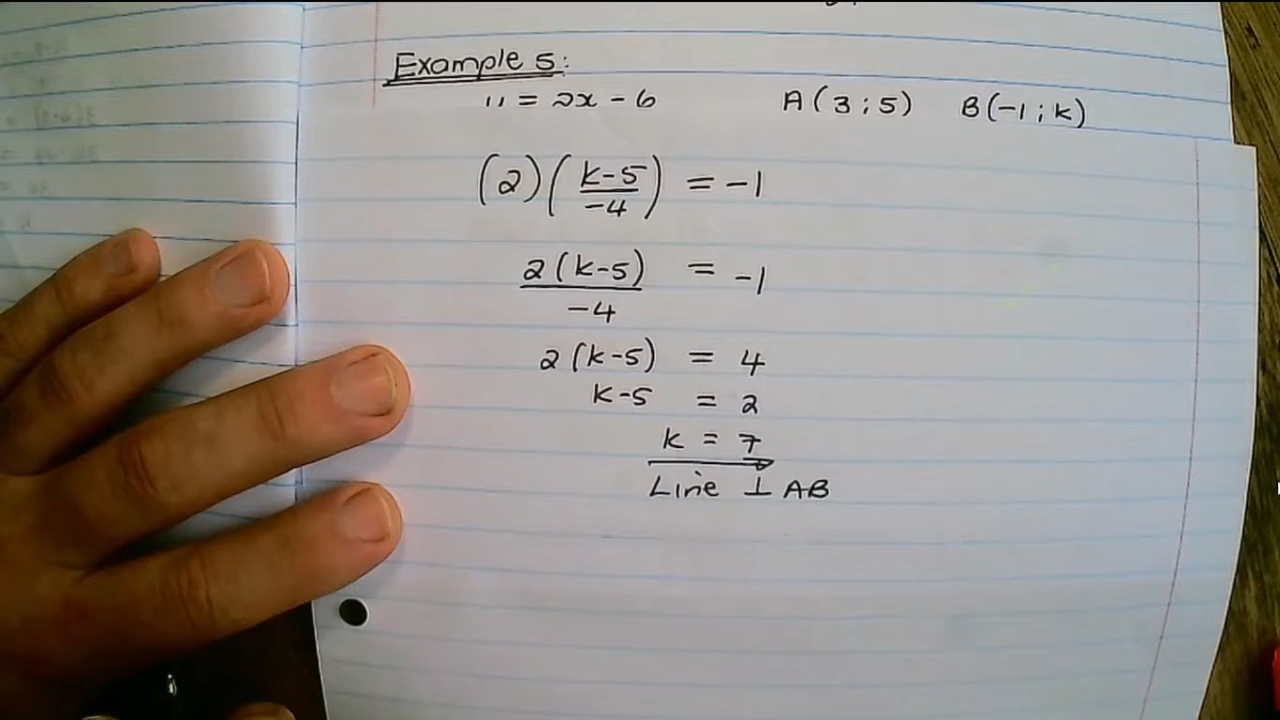 Example 5:
y = 2x - 6 A(3;5) B(-1;k)
(2)((k-5)/-4) = -1
2(k-5)/-4 = -1
2(k-5) = 4
k-5 = 2
k = 7
Line ⊥ AB